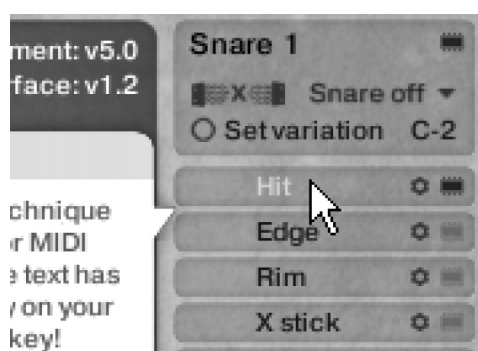 ment: v5.0
face: v1.2
Snare 1
X
Snare off
Set variation C-2
Hit
Edge
Rim
X stick
chnique
or MIDI
e text has
y on your
key!